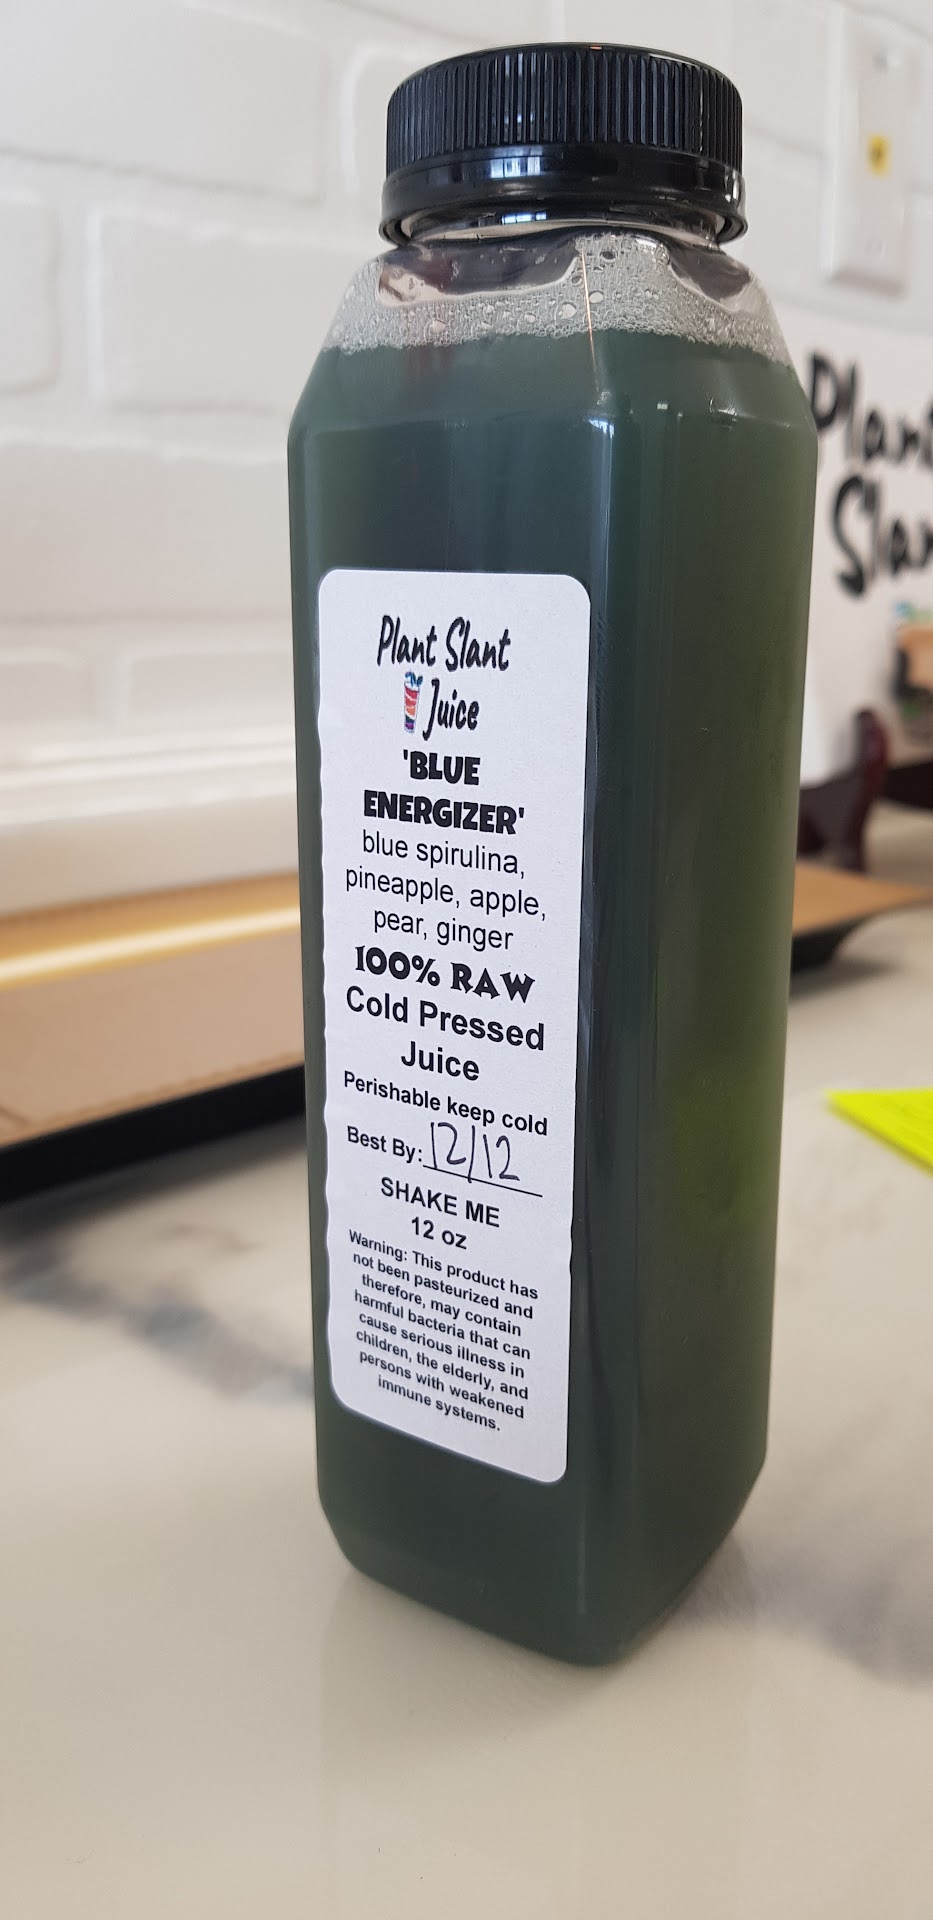 Plant Slant
Juice
'BLUE
ENERGIZER'
blue spirulina,
pineapple, apple,
pear, ginger
100% RAW
Cold Pressed
Juice
Perishable keep cold
Best By: 12/12
SHAKE ME
12 oz
Warning: This product has
not been pasteurized and
therefore, may contain
harmful bacteria that can
cause serious illness in
children, the elderly, and
persons with weakened
immune systems.
Plant